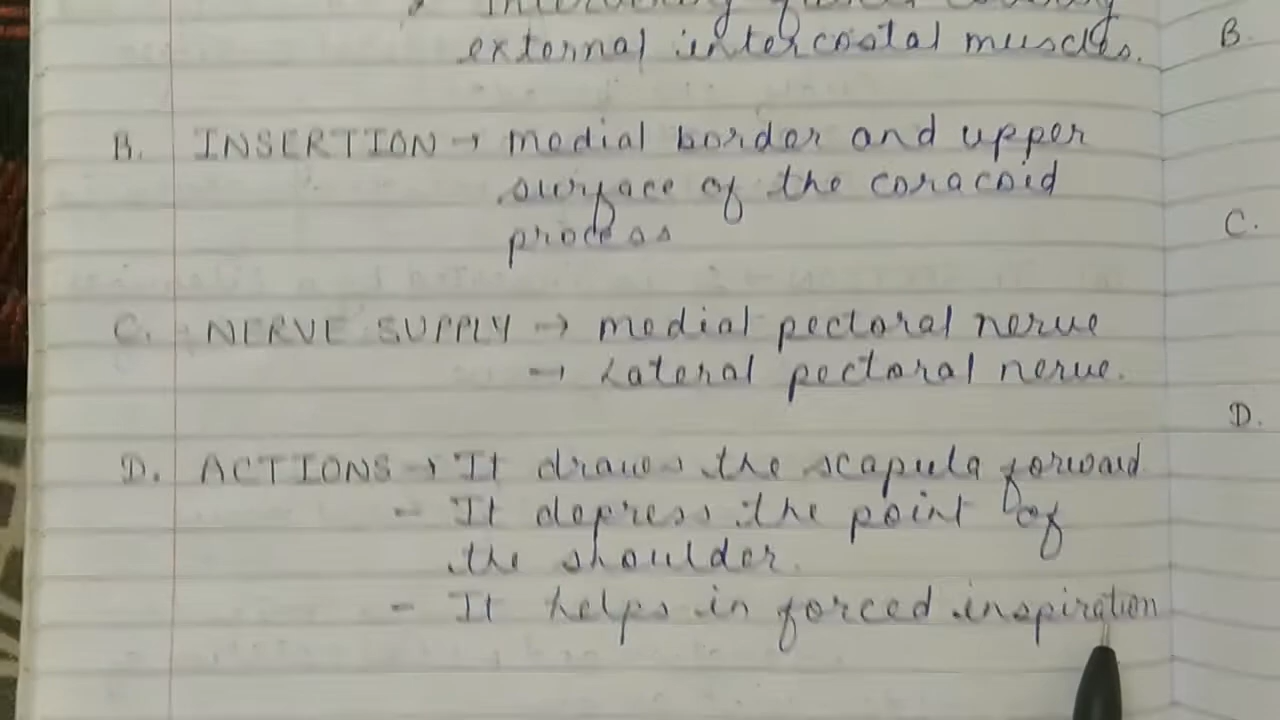 external intercostal muscles.
B. INSERTION → medial border and upper
surface of the coracoid
process
C. NERVE SUPPLY → medial pectoral nerve
→ Lateral pectoral nerve.
D. ACTIONS → It draws the scapula forward
- It depress the point of
the shoulder.
- It helps in forced inspiration
B.
C.
D.